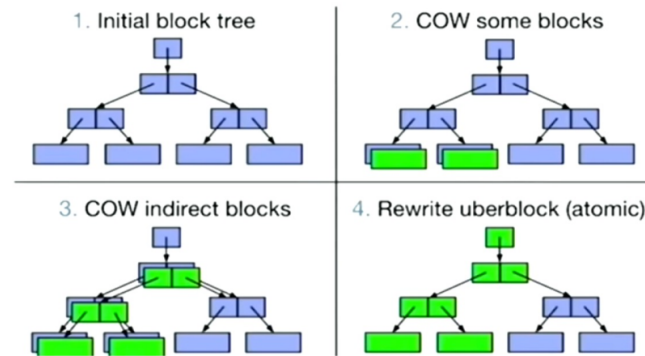 1. Initial block tree
2. COW some blocks
3. COW indirect blocks
4. Rewrite uberblock (atomic)